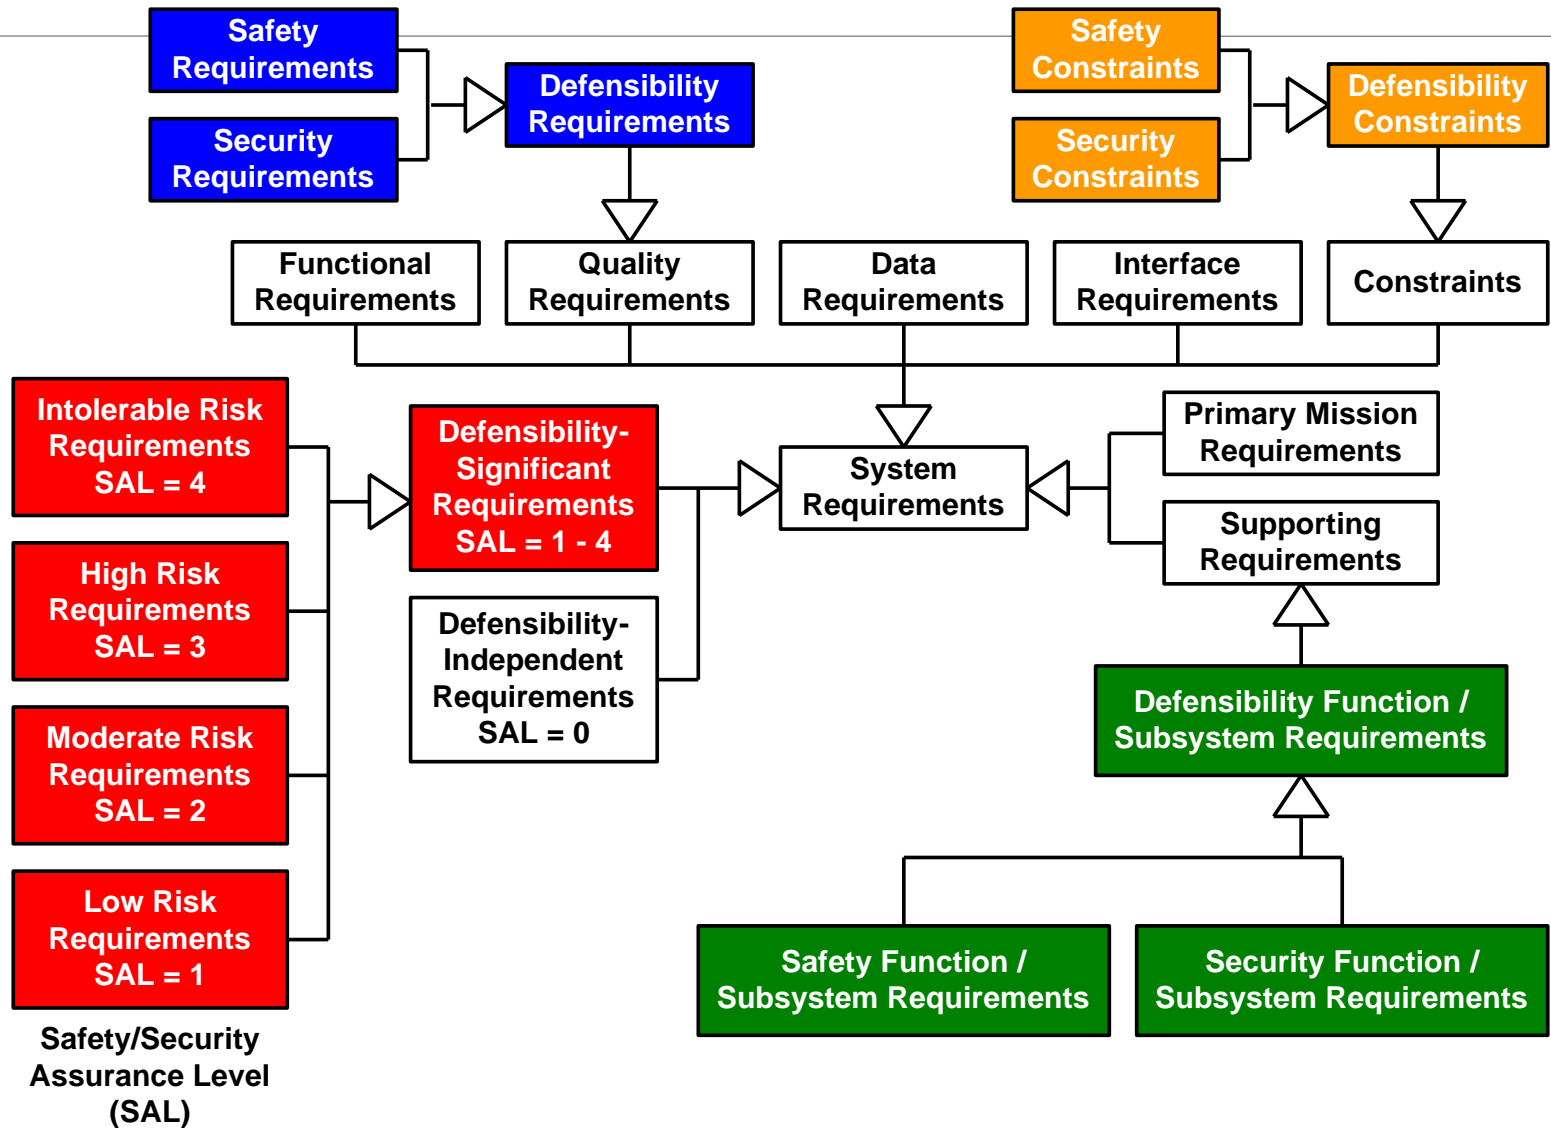 Safety
Requirements
Security
Requirements
Defensibility
Requirements
Safety
Constraints
Security
Constraints
Defensibility
Constraints
Functional
Requirements
Quality
Requirements
Data
Requirements
Interface
Requirements
Constraints
Intolerable Risk
Requirements
SAL = 4
High Risk
Requirements
SAL = 3
Moderate Risk
Requirements
SAL = 2
Low Risk
Requirements
SAL = 1
Safety/Security
Assurance Level
(SAL)
Defensibility-
Significant
Requirements
SAL = 1 - 4
Defensibility-
Independent
Requirements
SAL = 0
System
Requirements
Primary Mission
Requirements
Supporting
Requirements
Defensibility Function /
Subsystem Requirements
Safety Function /
Subsystem Requirements
Security Function /
Subsystem Requirements